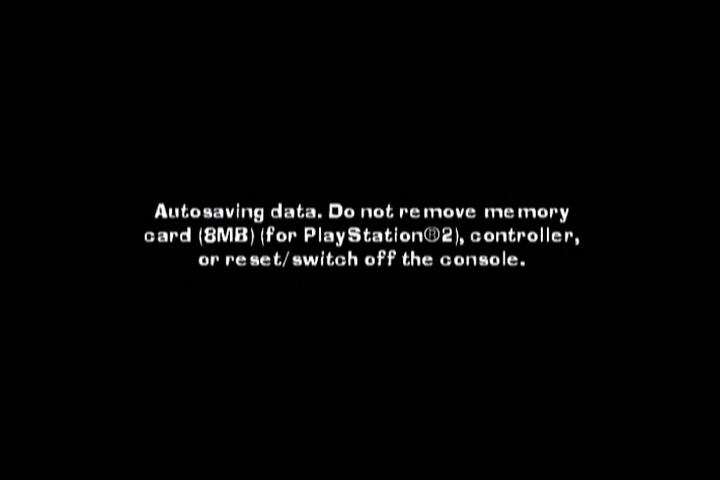 Autosaving data. Do not remove memory
card (8MB) (for PlayStation®2), controller,
or reset/switch off the console.